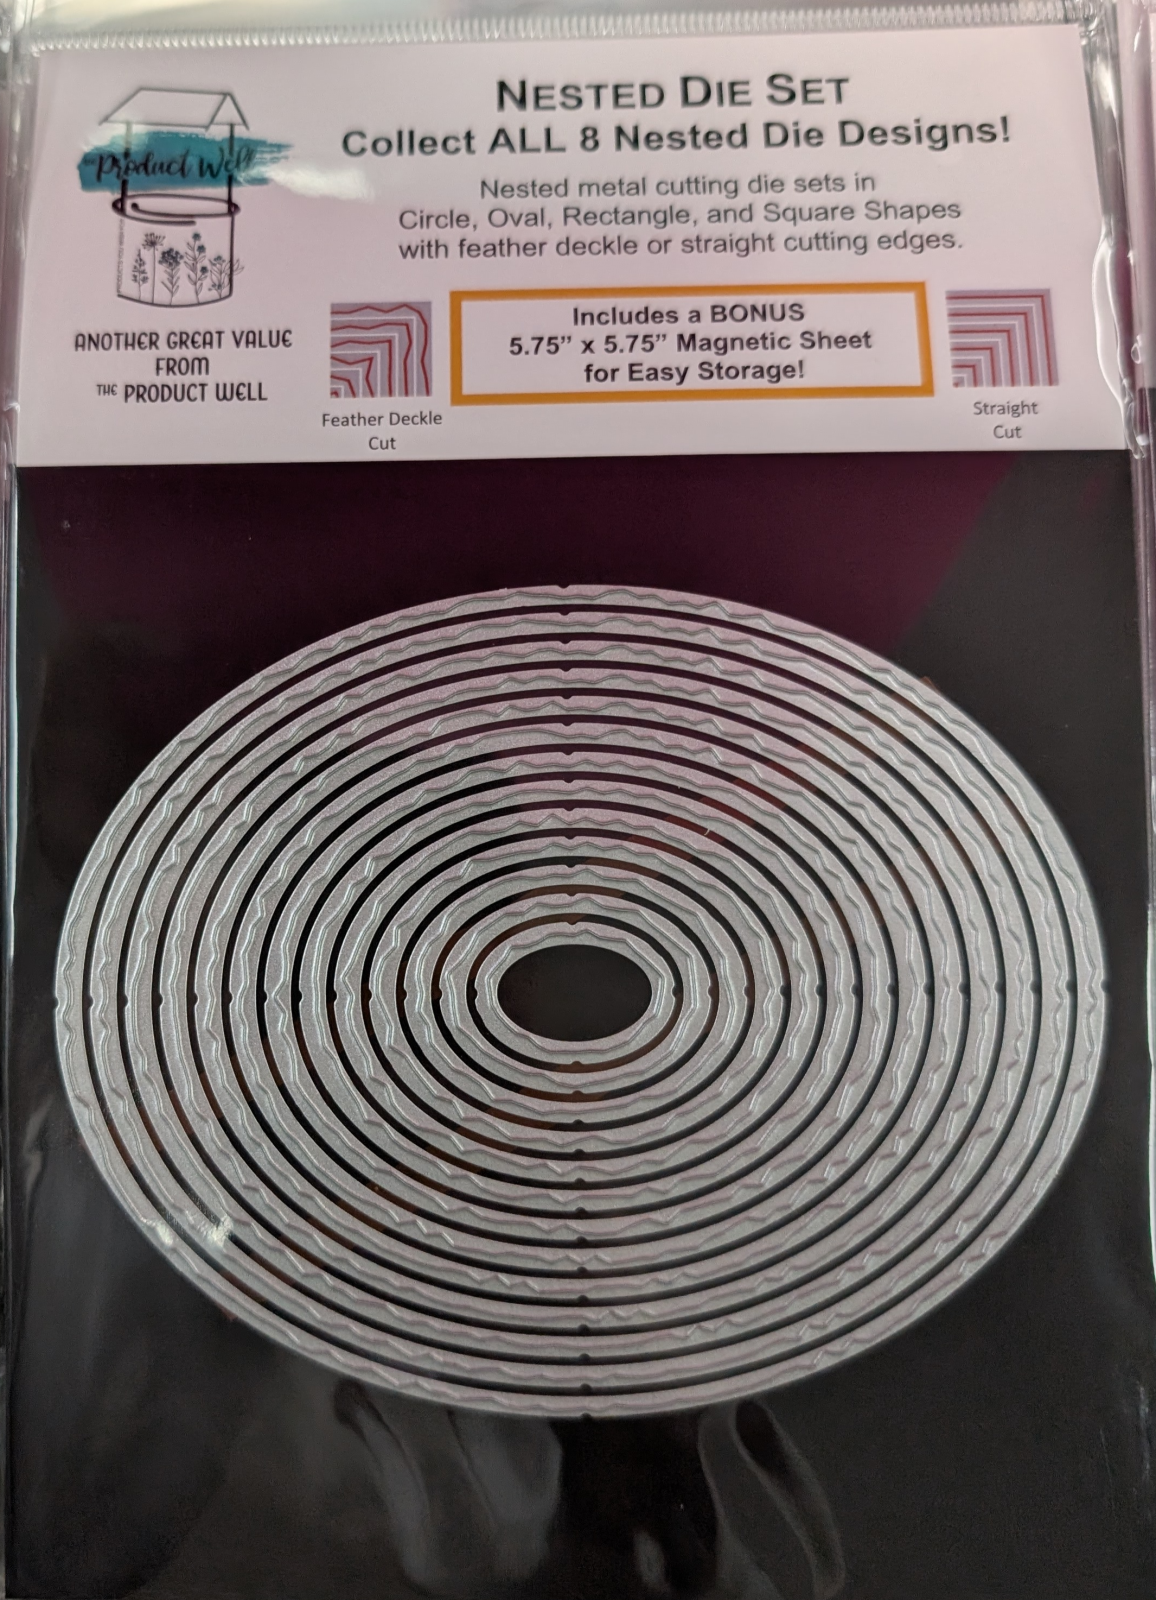 NESTED DIE SET
Collect ALL 8 Nested Die Designs!
Nested metal cutting die sets in
Circle, Oval, Rectangle, and Square Shapes
with feather deckle or straight cutting edges.
Product Well
ANOTHER GREAT VALUE
FROM
THE PRODUCT WELL
Feather Deckle
Cut
Includes a BONUS
5.75” x 5.75” Magnetic Sheet
for Easy Storage!
Straight
Cut